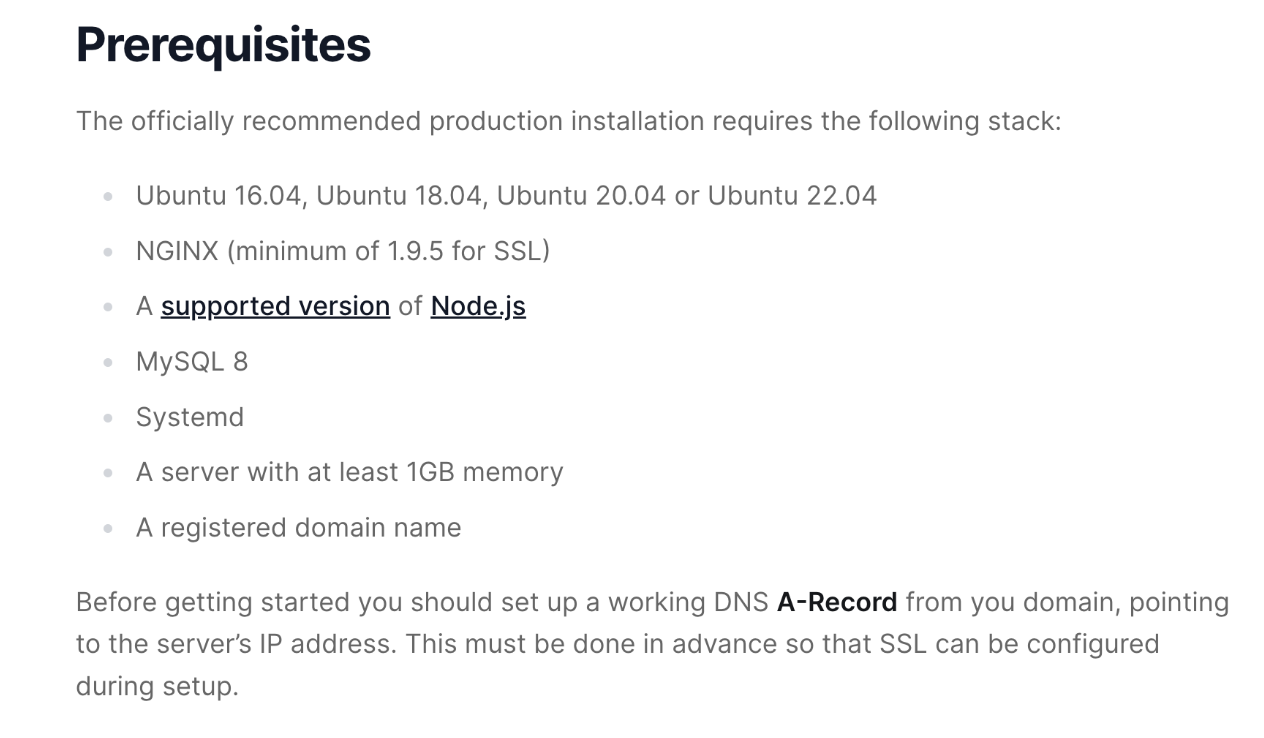 Prerequisites
The officially recommended production installation requires the following stack:
Ubuntu 16.04, Ubuntu 18.04, Ubuntu 20.04 or Ubuntu 22.04
NGINX (minimum of 1.9.5 for SSL)
A supported version of Node.js
MySQL 8
Systemd
A server with at least 1GB memory
A registered domain name
Before getting started you should set up a working DNS A-Record from you domain, pointing
to the server’s IP address. This must be done in advance so that SSL can be configured
during setup.